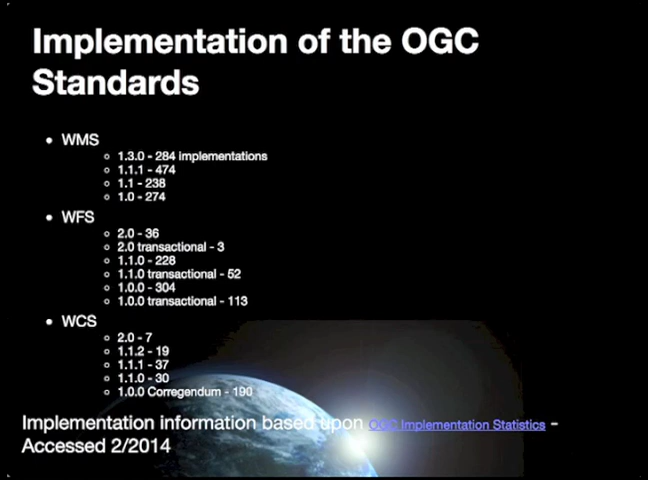 Implementation of the OGC
Standards
• WMS
○ 1.3.0 - 284 implementations
○ 1.1.1 - 474
○ 1.1 - 238
○ 1.0 - 274
• WFS
○ 2.0 - 36
○ 2.0 transactional - 3
○ 1.1.0 - 228
○ 1.1.0 transactional - 52
○ 1.0.0 - 304
○ 1.0.0 transactional - 113
• WCS
○ 2.0 - 7
○ 1.1.2 - 19
○ 1.1.1 - 37
○ 1.1.0 - 30
○ 1.0.0 Corregendum - 190
Implementation information based upon OGC Implementation Statistics -
Accessed 2/2014